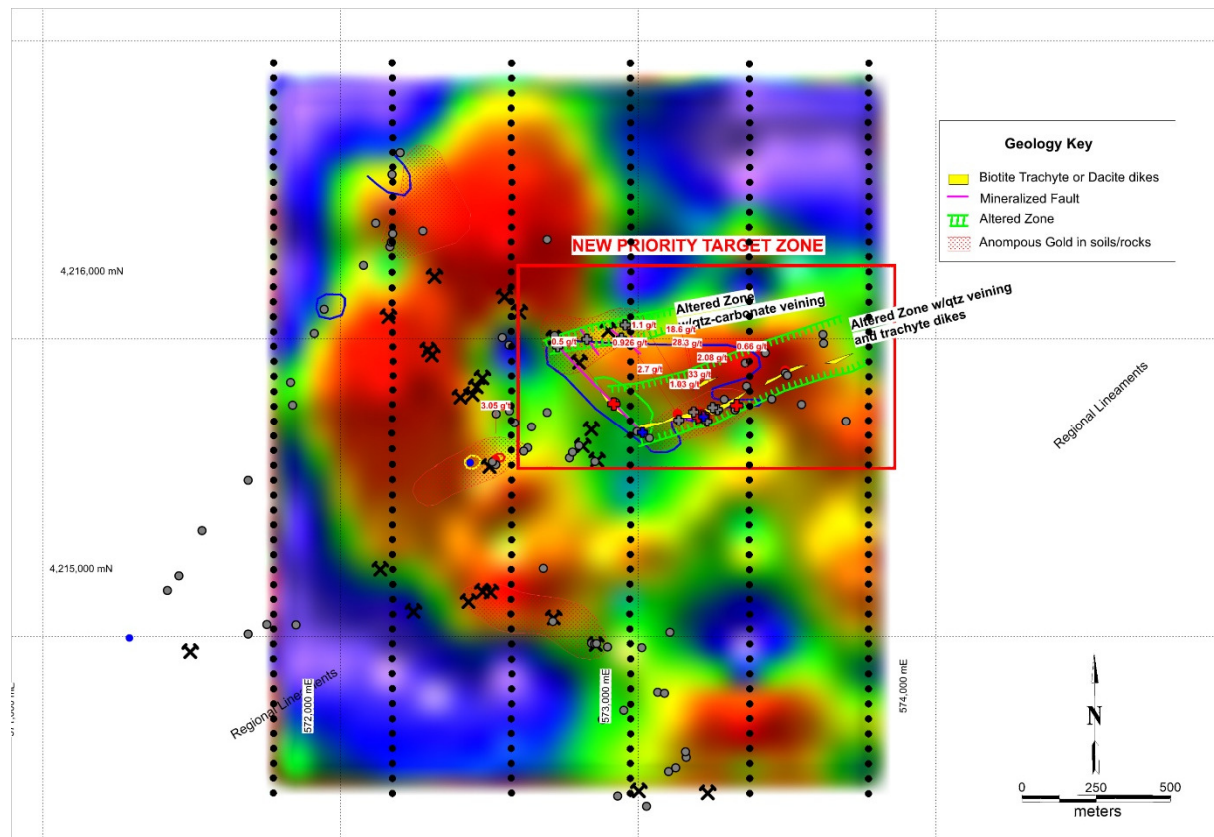 Geology Key
Biotite Trachyte or Dacite dikes
Mineralized Fault
Altered Zone
Anompous Gold in soils/rocks
NEW PRIORITY TARGET ZONE
4,216,000 mN
Altered Zone
w/qtz-carbonate veining
Altered Zone w/qtz veining
and trachyte dikes
1.1 g/t
18.6 g/t
0.5 g/t
0.926 g/t
28.3 g/t
0.66 g/t
2.08 g/t
2.7 g/t
33 g/t
1.03 g/t
3.05 g/t
Regional Lineaments
4,215,000 mN
Regional Lineaments
572,000 mE
573,000 mE
574,000 mE
N
0 250 500
meters